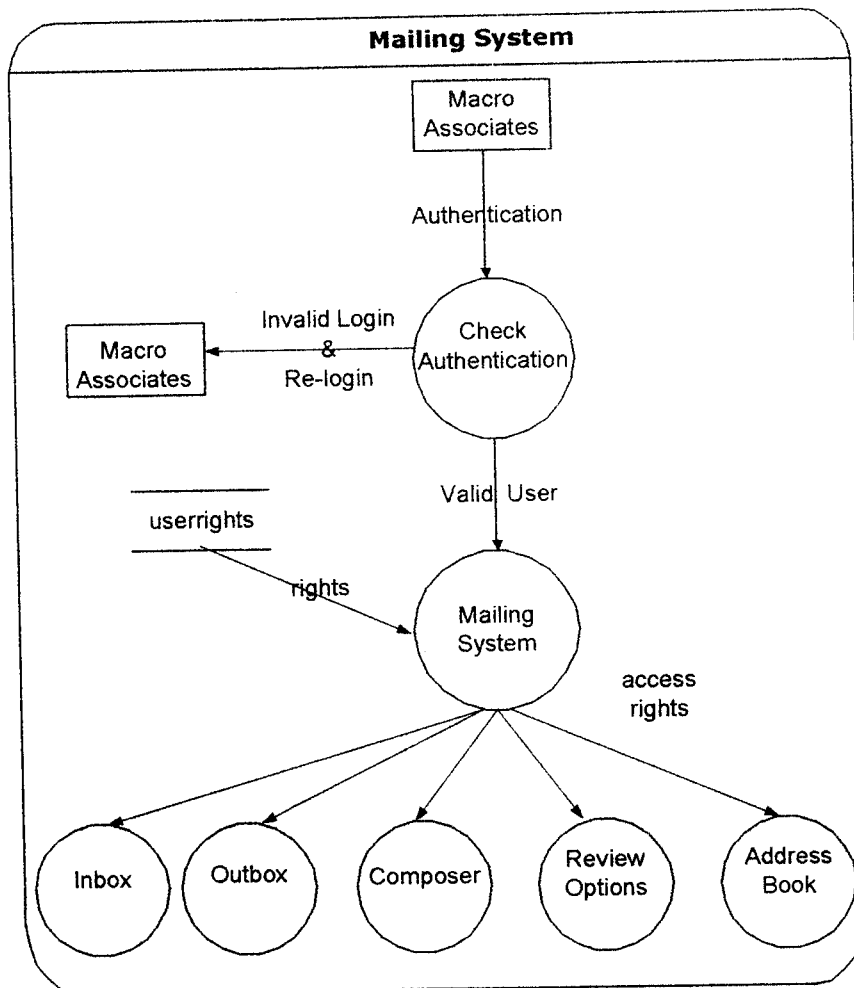 Mailing System
Macro
Associates
Authentication
Check
Authentication
Invalid Login
&
Re-login
Macro
Associates
Valid User
userrights
rights
Mailing
System
access
rights
Inbox
Outbox
Composer
Review
Options
Address
Book